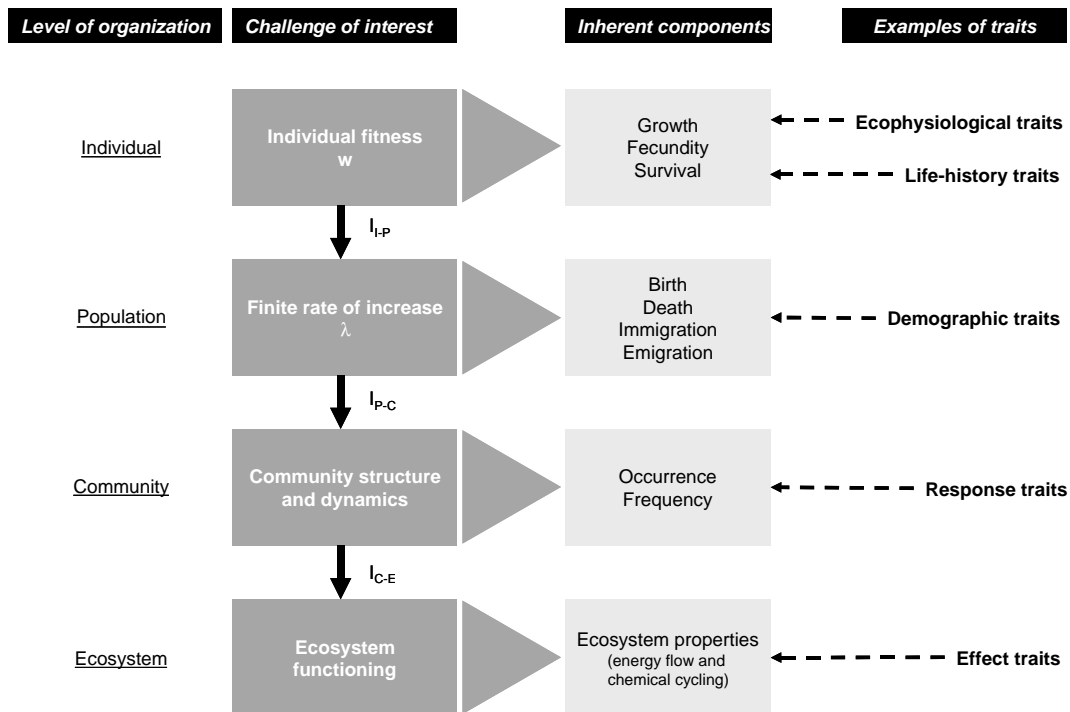 Level of organization
Challenge of interest
Inherent components
Examples of traits
Individual
Individual fitness
w
Growth
Fecundity
Survival
Ecophysiological traits
Life-history traits
I-P
Population
Finite rate of increase
λ
Birth
Death
Immigration
Emigration
Demographic traits
IP-C
Community
Community structure
and dynamics
Occurrence
Frequency
Response traits
IC-E
Ecosystem
Ecosystem
functioning
Ecosystem properties
(energy flow and
chemical cycling)
Effect traits